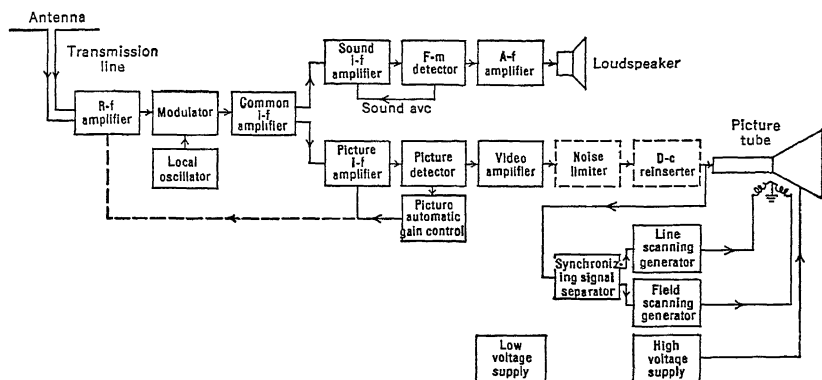 Antenna
Transmission
line
R-f
amplifier
Modulator
Local
oscillator
Common
i-f
amplifier
Sound
i-f
amplifier
F-m
detector
A-f
amplifier
Loudspeaker
Sound avc
Picture
i-f
amplifier
Picture
detector
Video
amplifier
Noise
limiter
D-c
reinserter
Picture
tube
Picture
automatic
gain control
Synchroniz-
ing signal
separator
Line
scanning
generator
Field
scanning
generator
Low
voltage
supply
High
voltage
supply